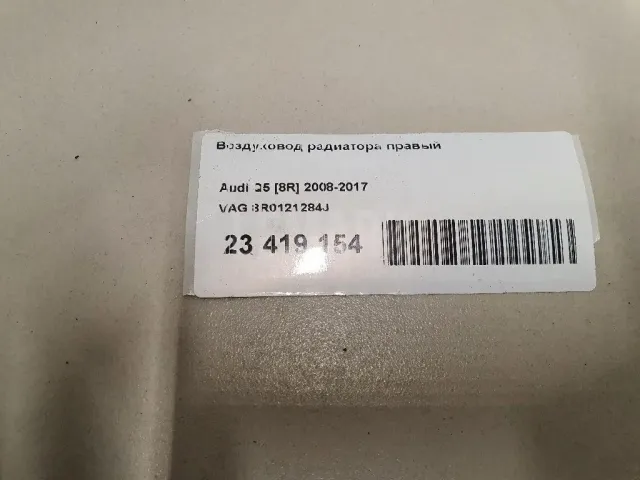 Воздуховод радиатора правый
Audi Q5 [8R] 2008-2017
VAG 8R0121284J
23 419 154